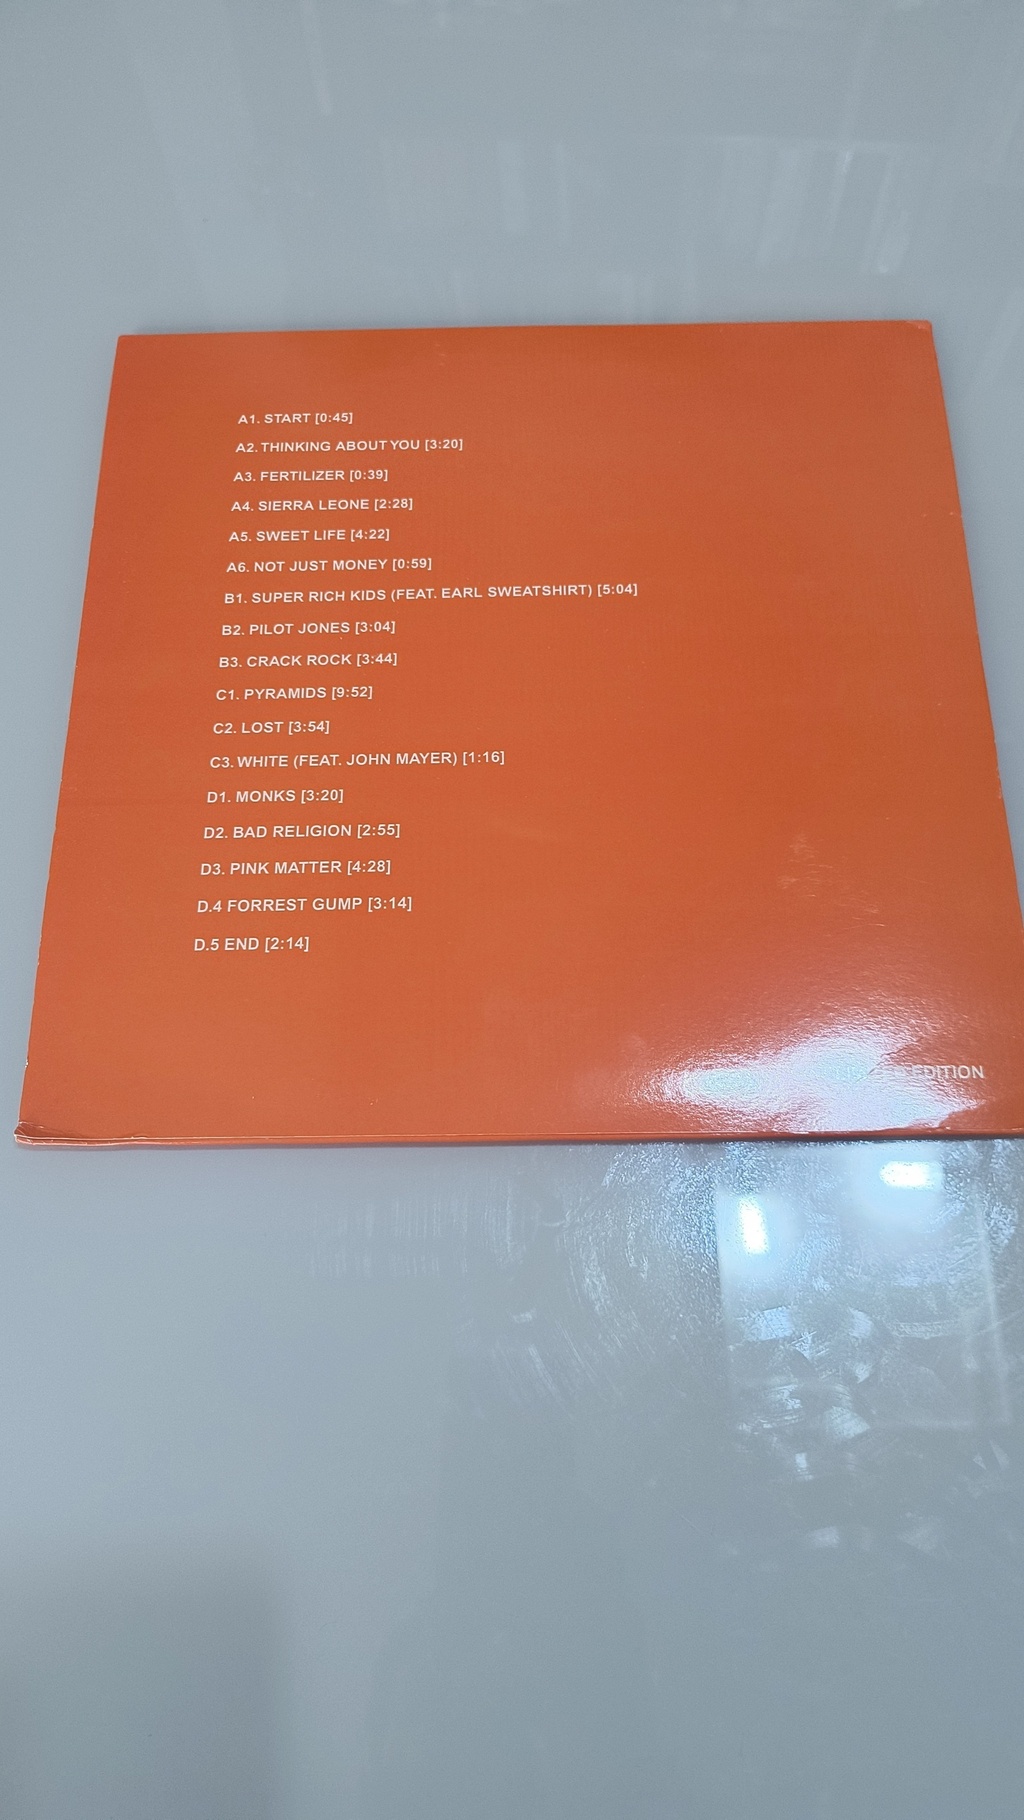 A1. START [0:45]
A2. THINKING ABOUT YOU [3:20]
A3. FERTILIZER [0:39]
A4. SIERRA LEONE [2:28]
A5. SWEET LIFE [4:22]
A6. NOT JUST MONEY [0:59]
B1. SUPER RICH KIDS (FEAT. EARL SWEATSHIRT) [5:04]
B2. PILOT JONES [3:04]
B3. CRACK ROCK [3:44]
C1. PYRAMIDS [9:52]
C2. LOST [3:54]
C3. WHITE (FEAT. JOHN MAYER) [1:16]
D1. MONKS [3:20]
D2. BAD RELIGION [2:55]
D3. PINK MATTER [4:28]
D.4 FORREST GUMP [3:14]
D.5 END [2:14]
EDITION